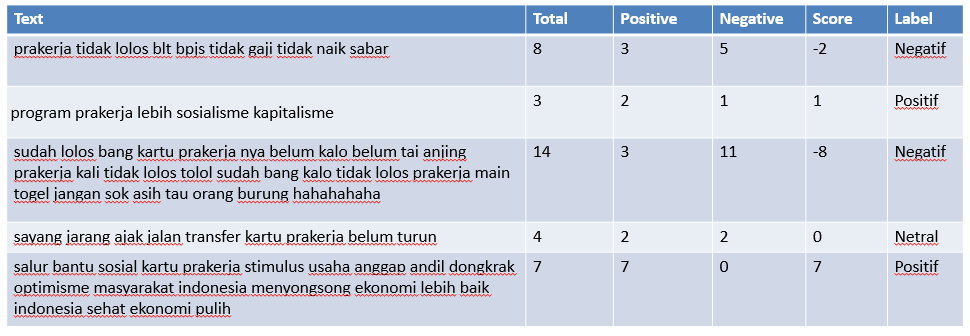 Text Total Positive Negative Score Label
prakerja tidak lolos blt bpjs tidak gaji tidak naik sabar 8 3 5 -2 Negatif
program prakerja lebih sosialisme kapitalisme 3 2 1 1 Positif
sudah lolos bang kartu prakerja nya belum kalo belum tai anjing 14 3 11 -8 Negatif
prakerja kali tidak lolos tolol sudah bang kalo tidak lolos prakerja main
togel jangan sok asih tau orang burung hahahahaha
sayang jarang ajak jalan transfer kartu prakerja belum turun 4 2 2 0 Netral
salur bantu sosial kartu prakerja stimulus usaha anggap andil dongkrak 7 7 0 7 Positif
optimisme masyarakat indonesia menyongsong ekonomi lebih baik
indonesia sehat ekonomi pulih